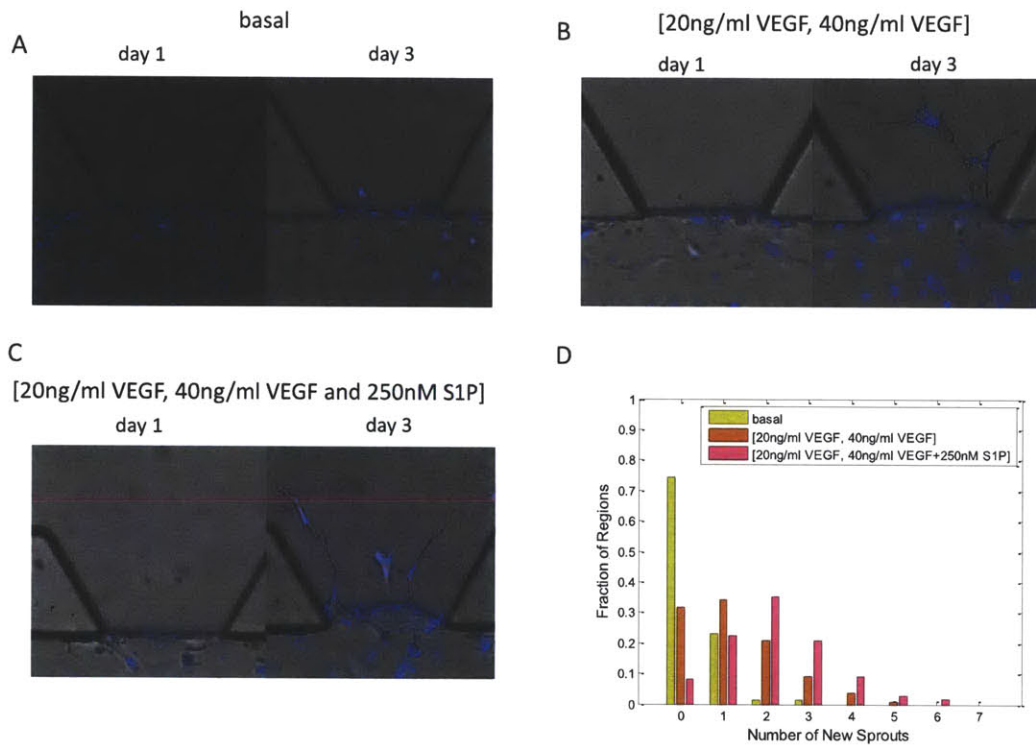 basal
A
day 1
day 3
B
[20ng/ml VEGF, 40ng/ml VEGF]
day 1
day 3
C
[20ng/ml VEGF, 40ng/ml VEGF and 250nM S1P]
day 1
day 3
D
basal
[20ng/ml VEGF, 40ng/ml VEGF]
[20ng/ml VEGF, 40ng/ml VEGF+250nM S1P]
Fraction of Regions
1
0.9
0.8
0.7
0.6
0.5
0.4
0.3
0.2
0.1
0
0 1 2 3 4 5 6 7
Number of New Sprouts